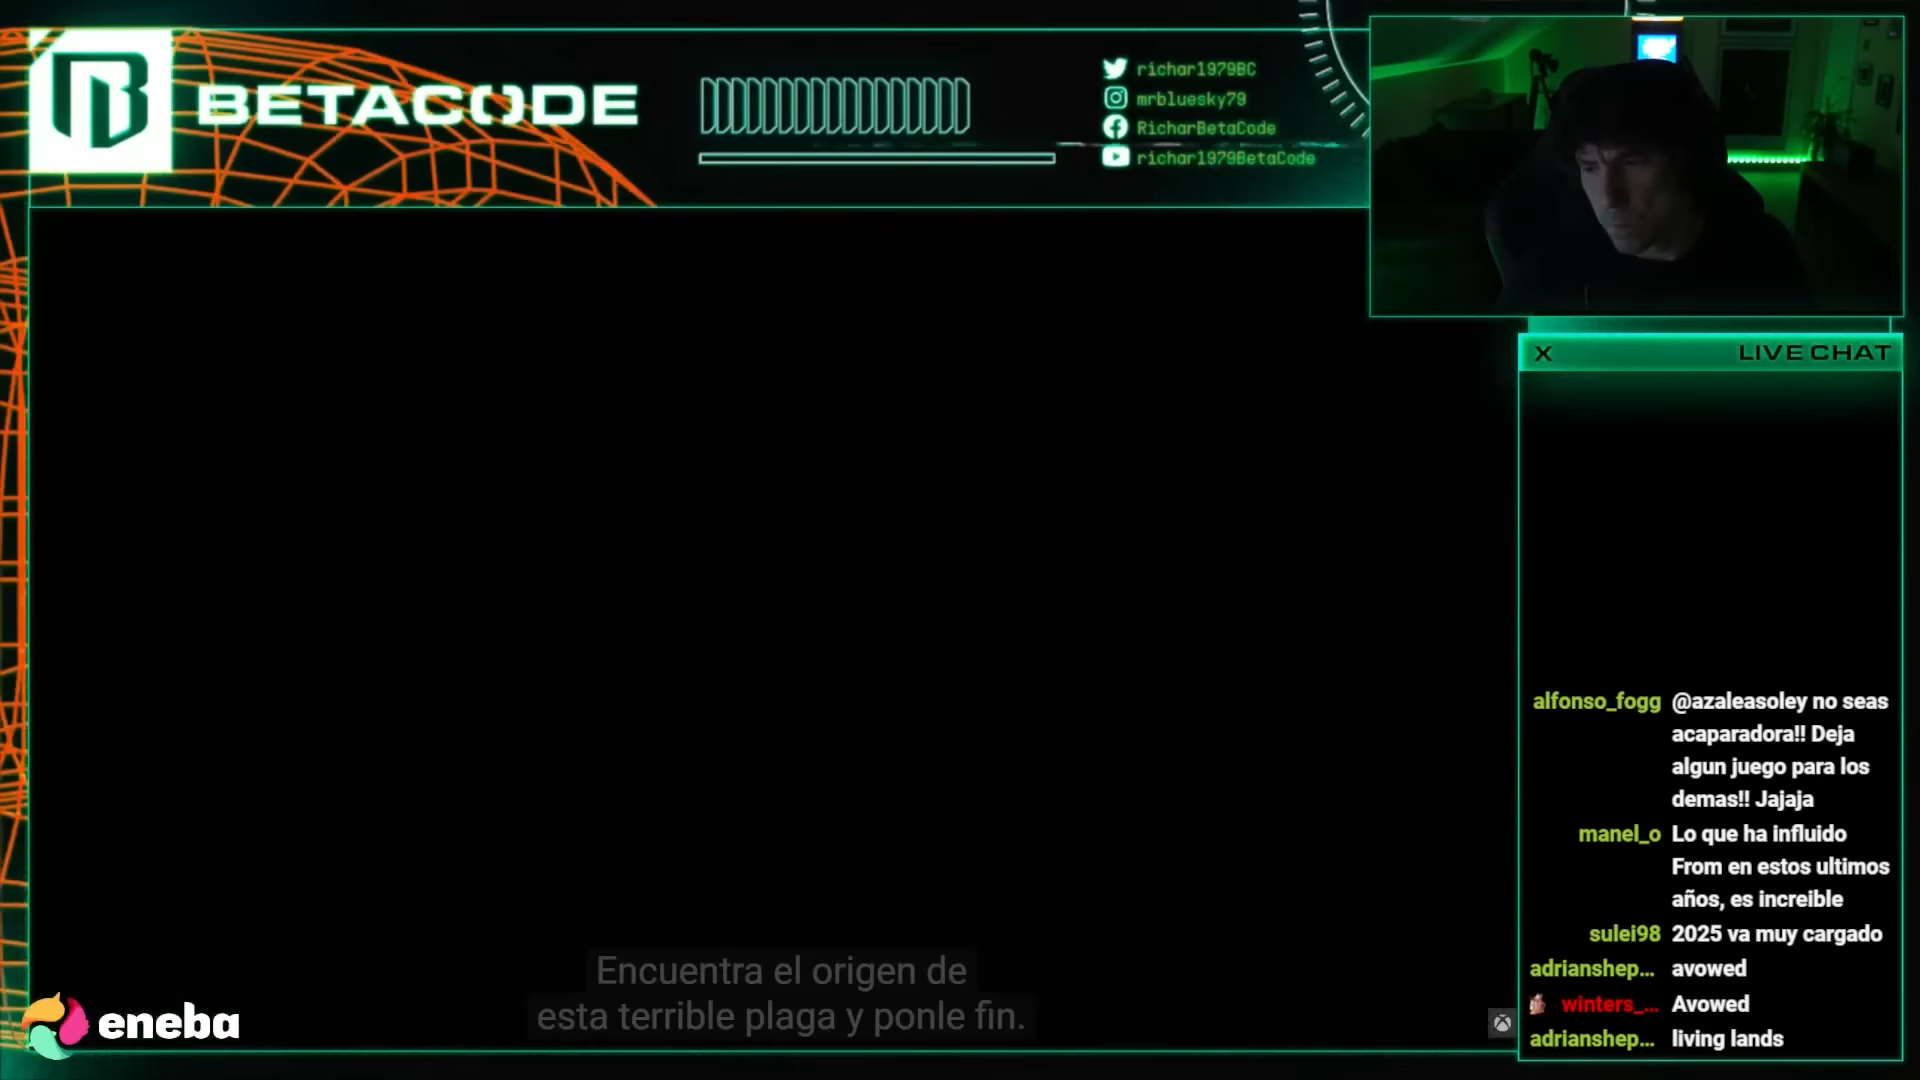 BETACODE
richar1979BC
mrbluesky79
RicharBetaCode
richar1979BetaCode
X LIVE CHAT
alfonso_fogg @azaleasoley no seas
acaparadora!! Deja
algun juego para los
demas!! Jajaja
manel_o Lo que ha influido
From en estos ultimos
años, es increible
sulei98 2025 va muy cargado
adrianshep... avowed
winters_... Avowed
adrianshep... living lands
Encuentra el origen de
esta terrible plaga y ponle fin.
eneba